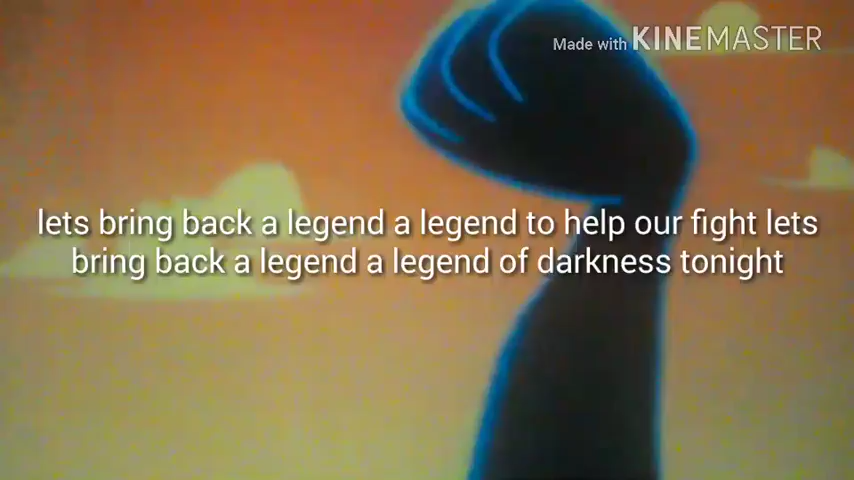 Made with KINEMASTER
lets bring back a legend a legend to help our fight lets
bring back a legend a legend of darkness tonight